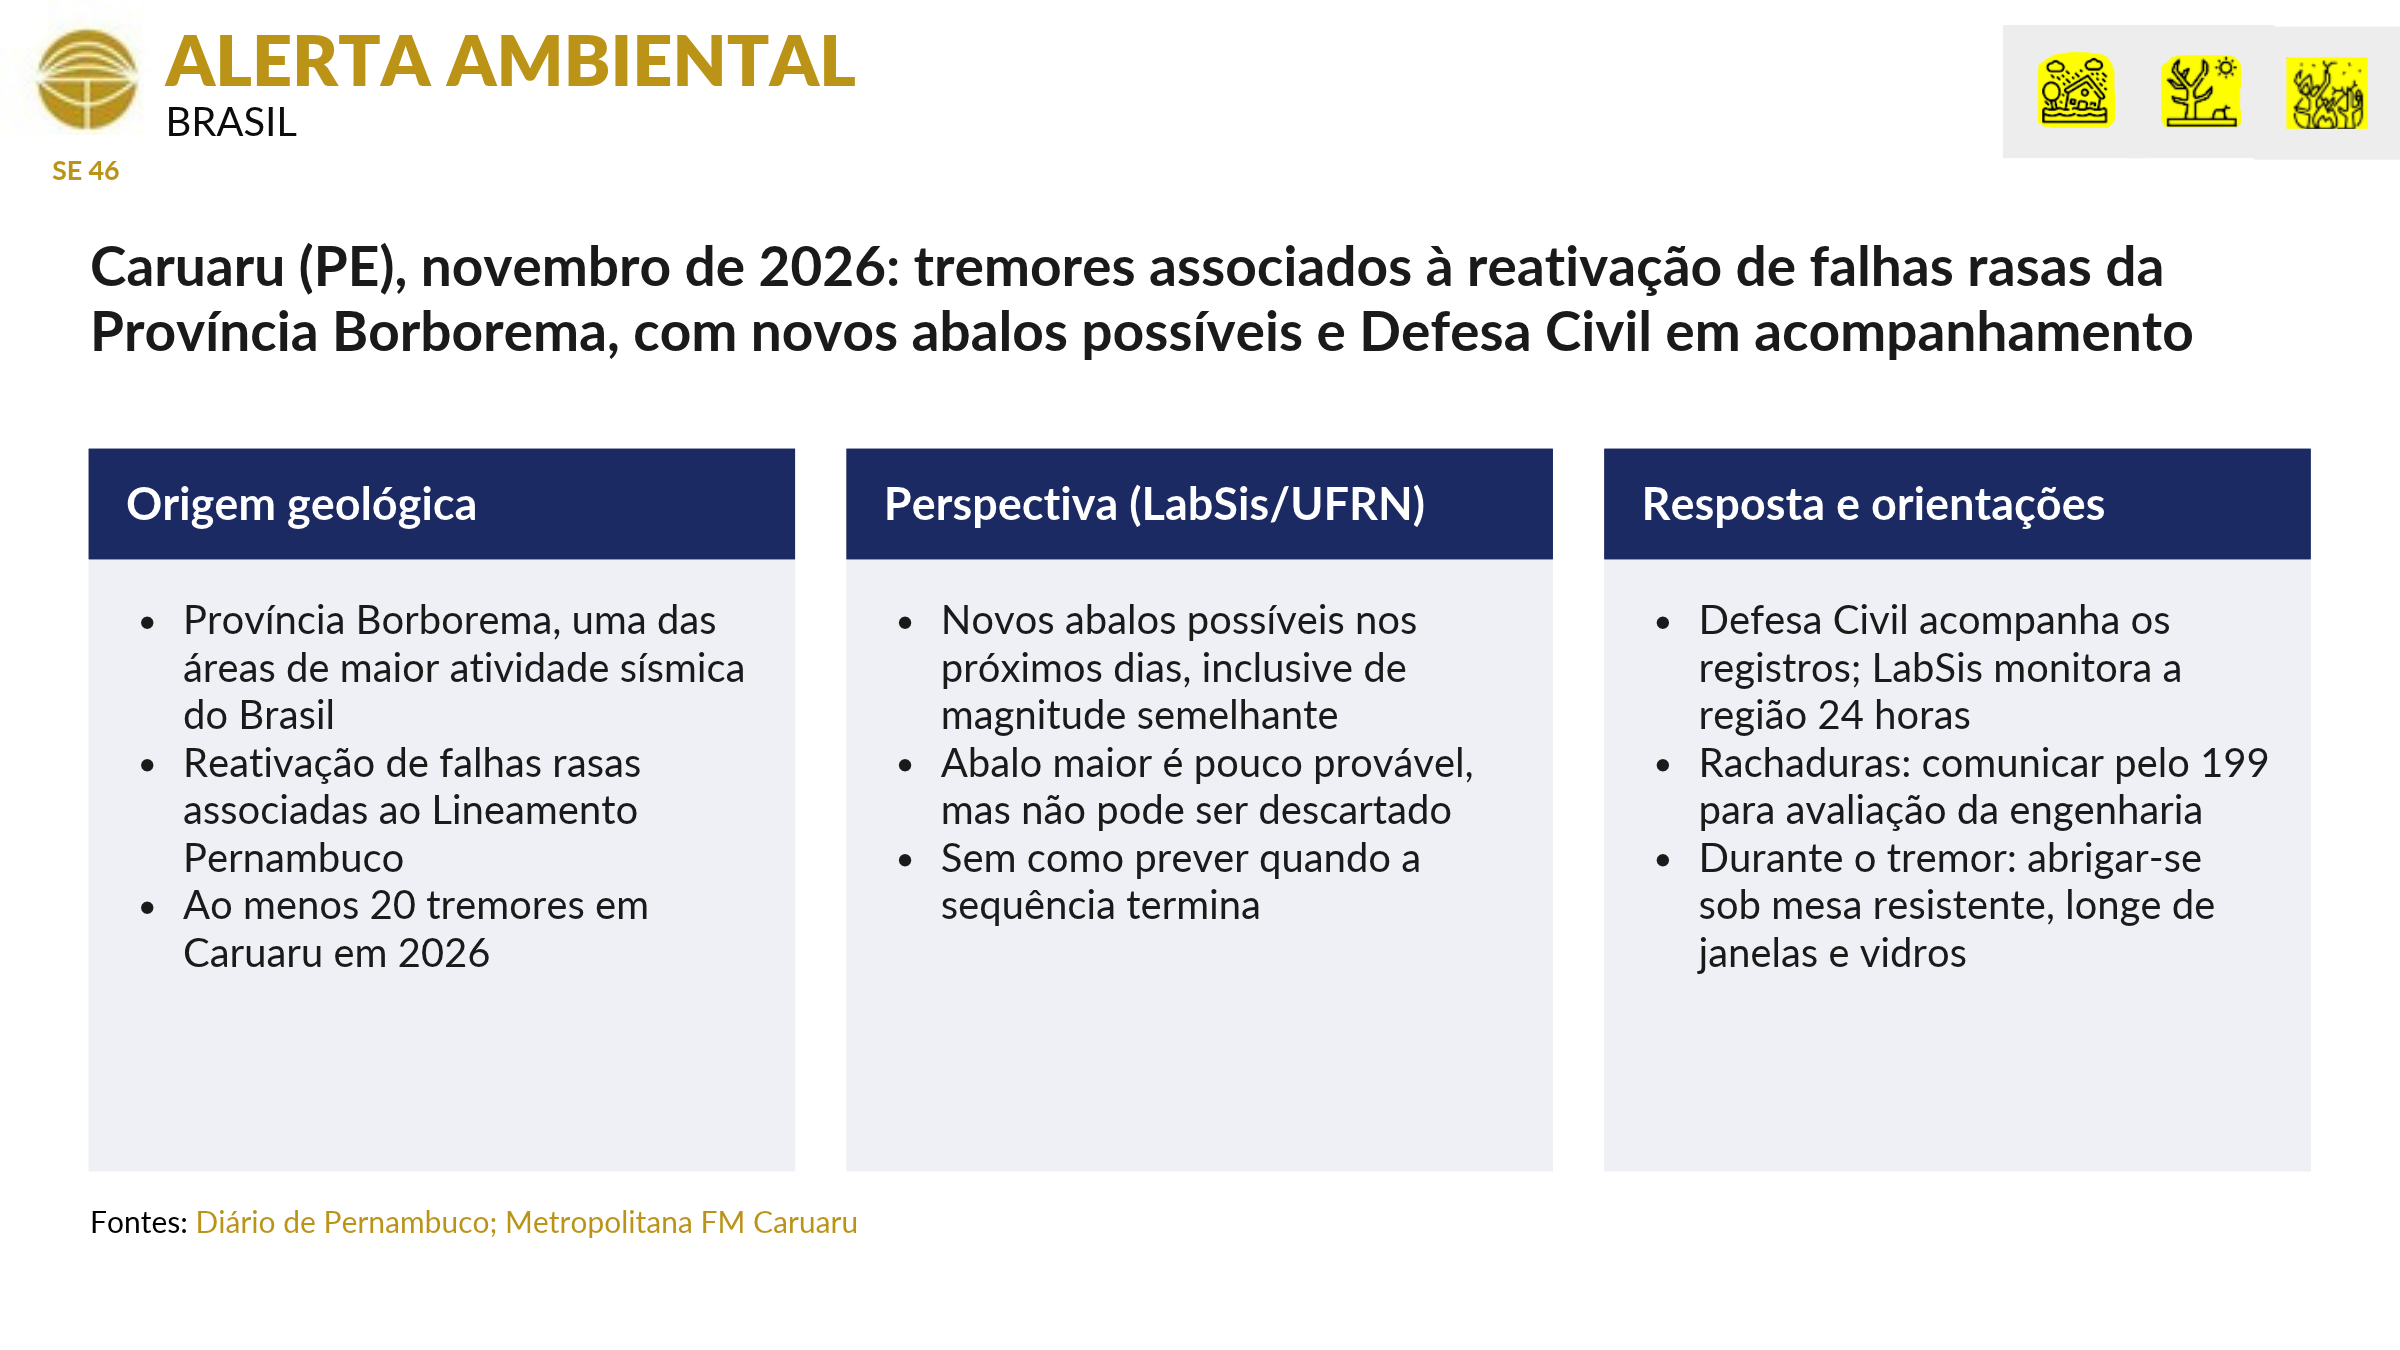 ALERTA AMBIENTAL
BRASIL
SE 46
Caruaru (PE), novembro de 2026: tremores associados à reativação de falhas rasas da
Província Borborema, com novos abalos possíveis e Defesa Civil em acompanhamento
Origem geológica
• Província Borborema, uma das
áreas de maior atividade sísmica
do Brasil
• Reativação de falhas rasas
associadas ao Lineamento
Pernambuco
• Ao menos 20 tremores em
Caruaru em 2026
Perspectiva (LabSis/UFRN)
• Novos abalos possíveis nos
próximos dias, inclusive de
magnitude semelhante
• Abalo maior é pouco provável,
mas não pode ser descartado
• Sem como prever quando a
sequência termina
Resposta e orientações
• Defesa Civil acompanha os
registros; LabSis monitora a
região 24 horas
• Rachaduras: comunicar pelo 199
para avaliação da engenharia
• Durante o tremor: abrigar-se
sob mesa resistente, longe de
janelas e vidros
Fontes: Diário de Pernambuco; Metropolitana FM Caruaru